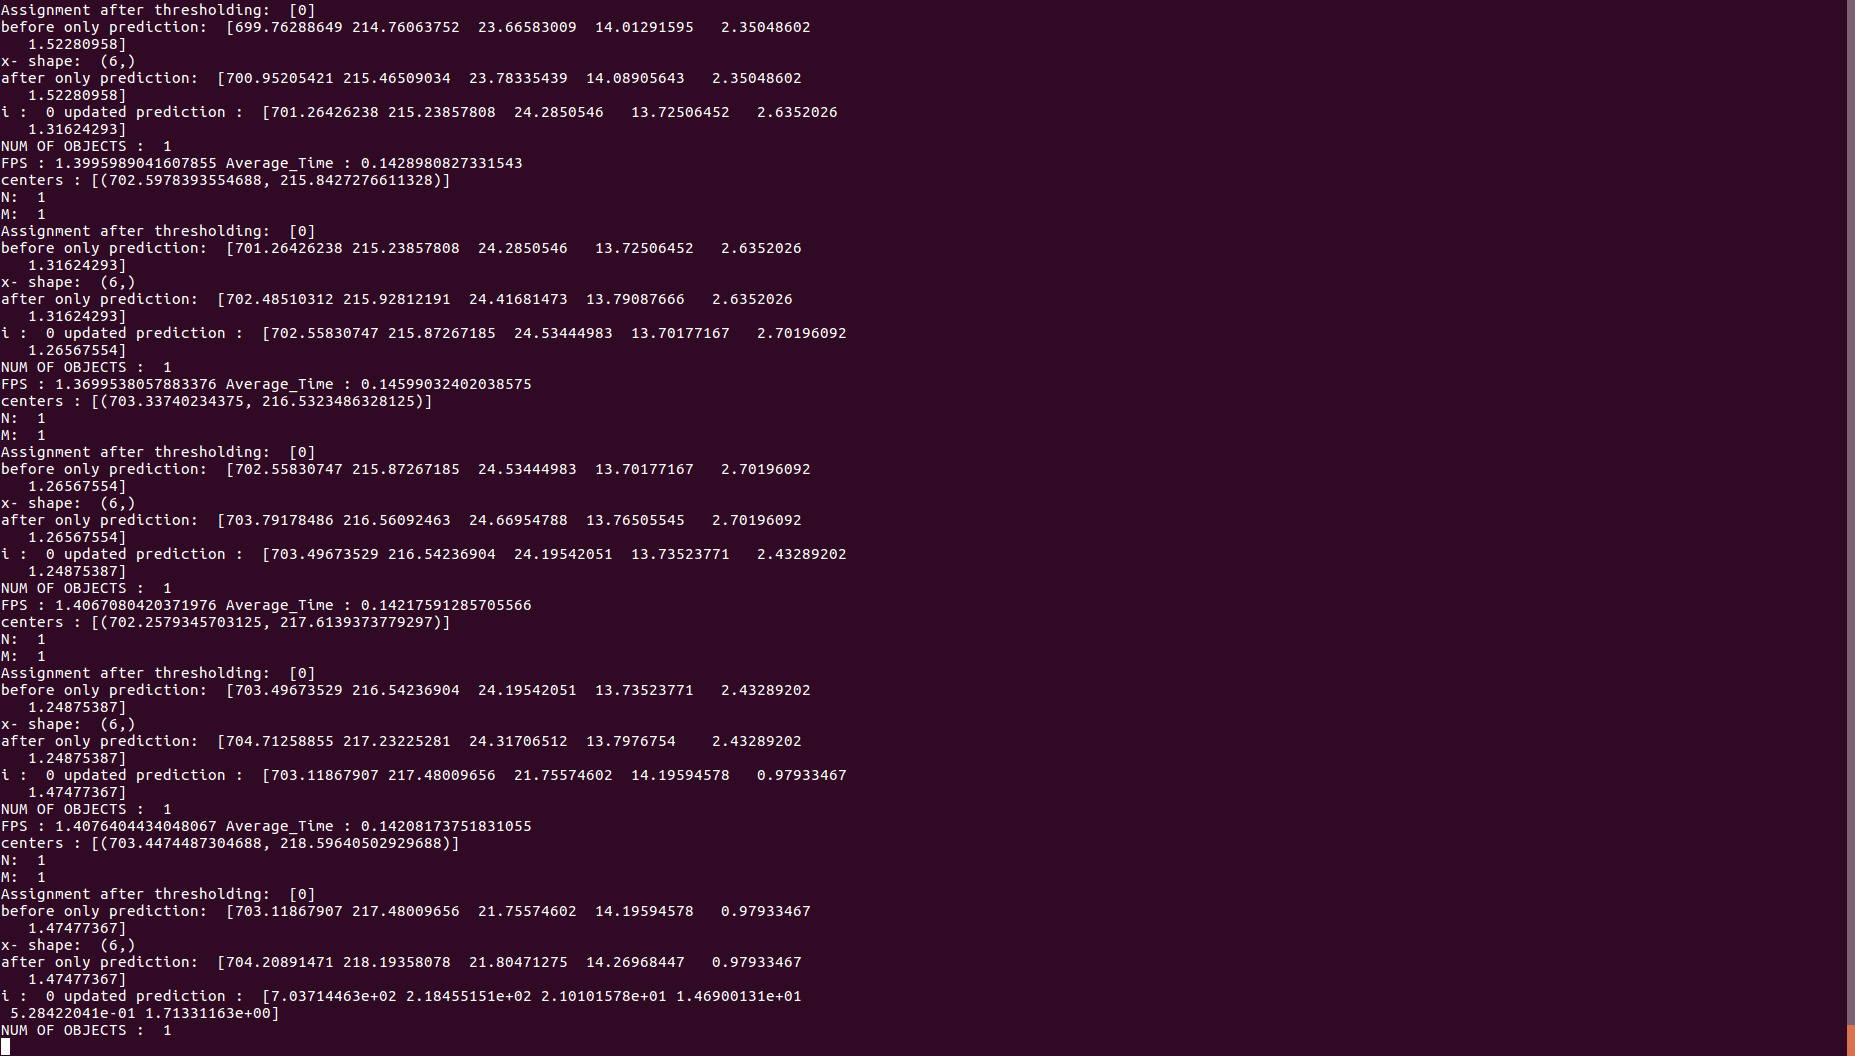 Assignment after thresholding:  [0]
before only prediction:  [699.76288649 214.76063752  23.66583009  14.01291595   2.35048602
   1.52280958]
x- shape:  (6,)
after only prediction:  [700.95205421 215.46509034  23.78335439  14.08905643   2.35048602
   1.52280958]
i :  0 updated prediction :  [701.26426238 215.23857808  24.2850546   13.72506452   2.6352026
   1.31624293]
NUM OF OBJECTS :  1
FPS : 1.3995989041607855 Average_Time : 0.1428980827331543
centers : [(702.5978393554688, 215.8427276611328)]
N:  1
M:  1
Assignment after thresholding:  [0]
before only prediction:  [701.26426238 215.23857808  24.2850546   13.72506452   2.6352026
   1.31624293]
x- shape:  (6,)
after only prediction:  [702.48510312 215.92812191  24.41681473  13.79087666   2.6352026
   1.31624293]
i :  0 updated prediction :  [702.55830747 215.87267185  24.53444983  13.70177167   2.70196092
   1.26567554]
NUM OF OBJECTS :  1
FPS : 1.3699538057883376 Average_Time : 0.14599032402038575
centers : [(703.33740234375, 216.5323486328125)]
N:  1
M:  1
Assignment after thresholding:  [0]
before only prediction:  [702.55830747 215.87267185  24.53444983  13.70177167   2.70196092
   1.26567554]
x- shape:  (6,)
after only prediction:  [703.79178486 216.56092463  24.66954788  13.76505545   2.70196092
   1.26567554]
i :  0 updated prediction :  [703.49673529 216.54236904  24.19542051  13.73523771   2.43289202
   1.24875387]
NUM OF OBJECTS :  1
FPS : 1.4067080420371976 Average_Time : 0.14217591285705566
centers : [(702.2579345703125, 217.6139373779297)]
N:  1
M:  1
Assignment after thresholding:  [0]
before only prediction:  [703.49673529 216.54236904  24.19542051  13.73523771   2.43289202
   1.24875387]
x- shape:  (6,)
after only prediction:  [704.71258855 217.23225281  24.31706512  13.7976754    2.43289202
   1.24875387]
i :  0 updated prediction :  [703.11867907 217.48009656  21.75574602  14.19594578   0.97933467
   1.47477367]
NUM OF OBJECTS :  1
FPS : 1.4076404434048067 Average_Time : 0.14208173751831055
centers : [(703.4474487304688, 218.59640502929688)]
N:  1
M:  1
Assignment after thresholding:  [0]
before only prediction:  [703.11867907 217.48009656  21.75574602  14.19594578   0.97933467
   1.47477367]
x- shape:  (6,)
after only prediction:  [704.20891471 218.19358078  21.80471275  14.26968447   0.97933467
   1.47477367]
i :  0 updated prediction :  [7.03714463e+02 2.18455151e+02 2.10101578e+01 1.46900131e+01
 5.28422041e-01 1.71331163e+00]
NUM OF OBJECTS :  1